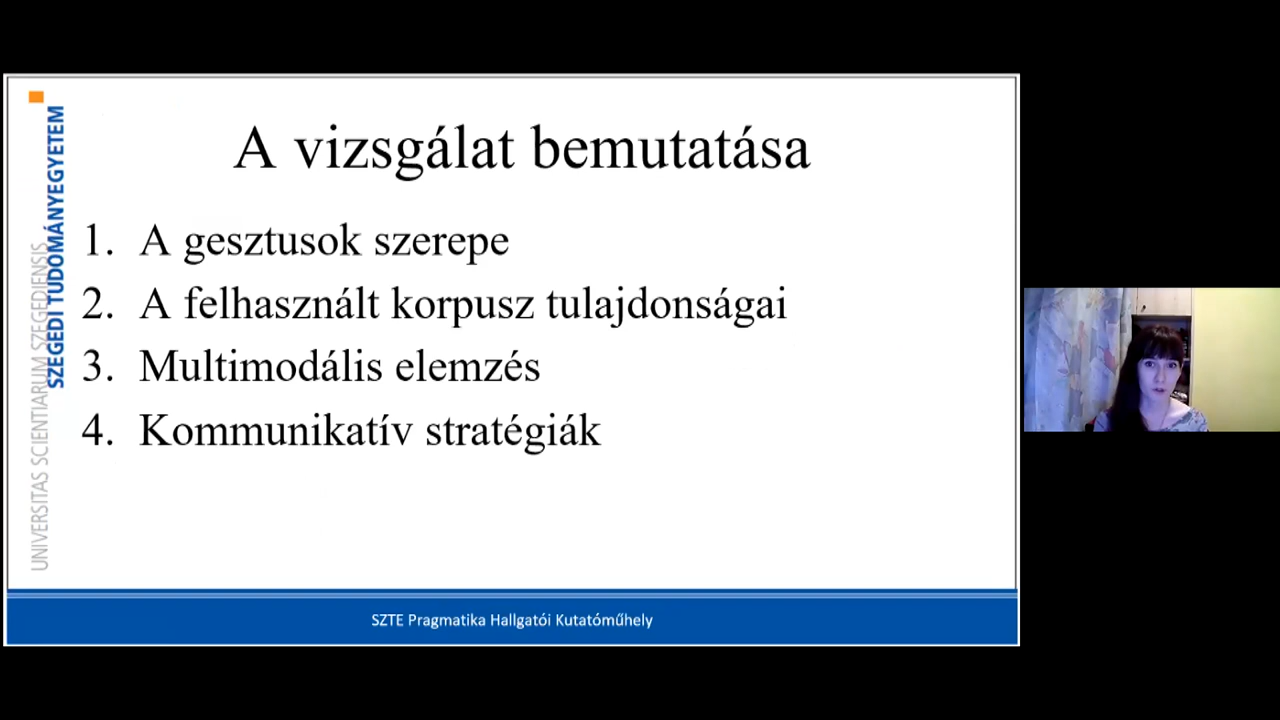 A vizsgálat bemutatása
1. A gesztusok szerepe
2. A felhasznált korpusz tulajdonságai
3. Multimodális elemzés
4. Kommunikatív stratégiák
SZEGEDI TUDOMÁNYEGYETEM
UNIVERSITAS SCIENTIARUM SZEGEDIENSIS
SZTE Pragmatika Hallgatói Kutatóműhely